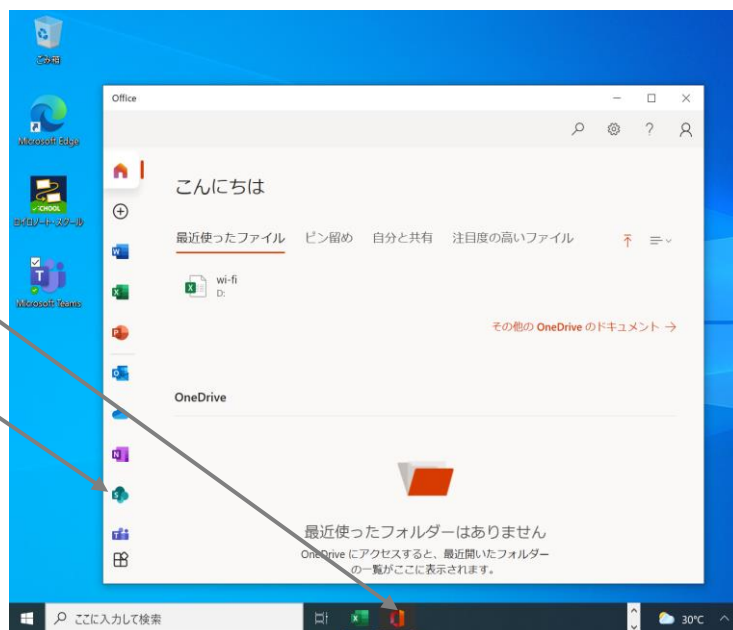 ごみ箱
Microsoft Edge
SCHOOL
ロイロノート・スクール
Microsoft Teams
Office
こんにちは
最近使ったファイル ピン留め 自分と共有 注目度の高いファイル
wi-fi
D:
その他の OneDrive のドキュメント →
OneDrive
最近使ったフォルダーはありません
OneDrive にアクセスすると、最近開いたフォルダー
の一覧がここに表示されます。
ここに入力して検索
30°C